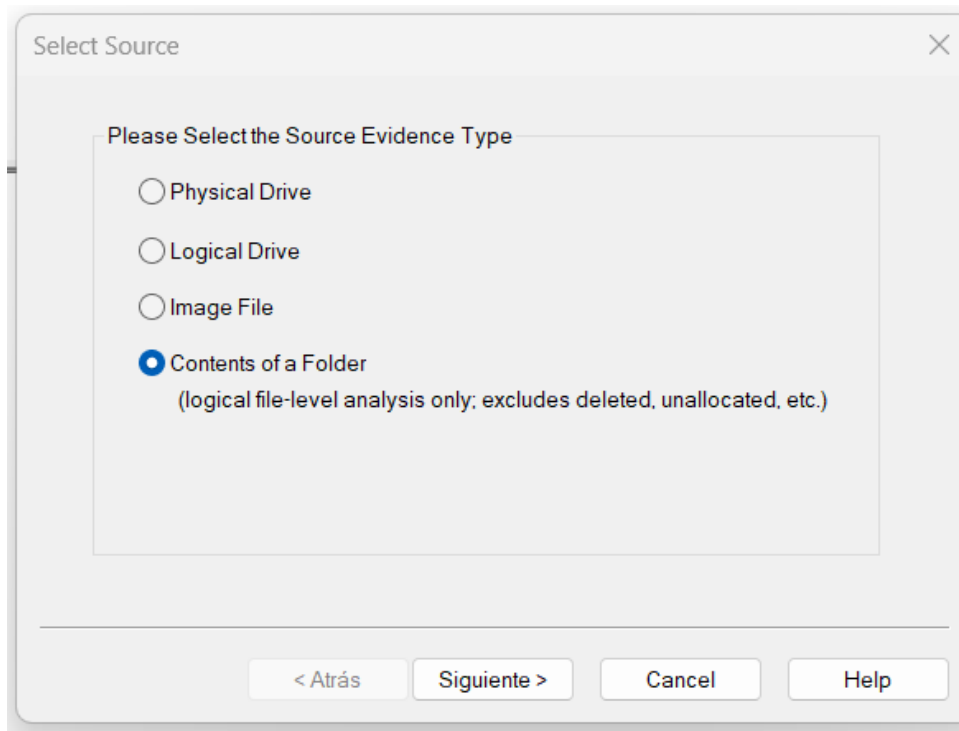 Select Source
Please Select the Source Evidence Type
Physical Drive
Logical Drive
Image File
Contents of a Folder
(logical file-level analysis only; excludes deleted, unallocated, etc.)
< Atrás
Siguiente >
Cancel
Help